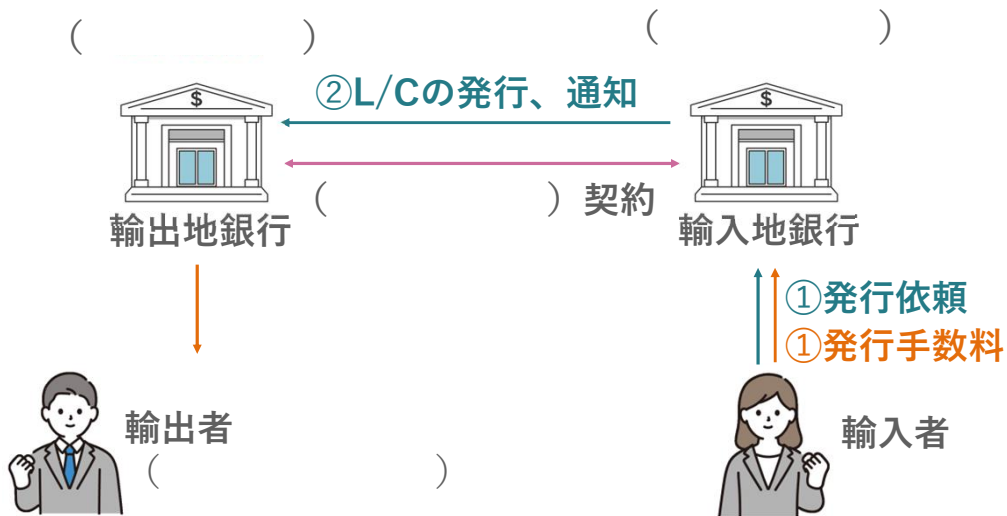 (　　　　　)
(　　　　　)
$
②L/Cの発行、通知
$
(　　　　　) 契約
輸出地銀行
輸入地銀行
①発行依頼
①発行手数料
輸出者
(　　　　　)
輸入者